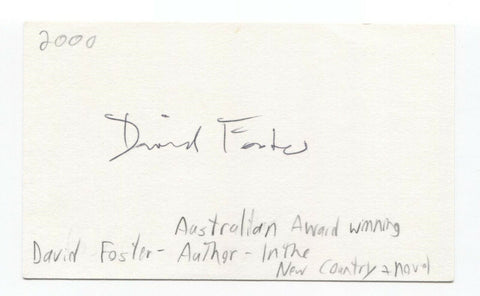 2000
David Foster
Australian Award winning
David Foster - Author - In the
New Country a novel